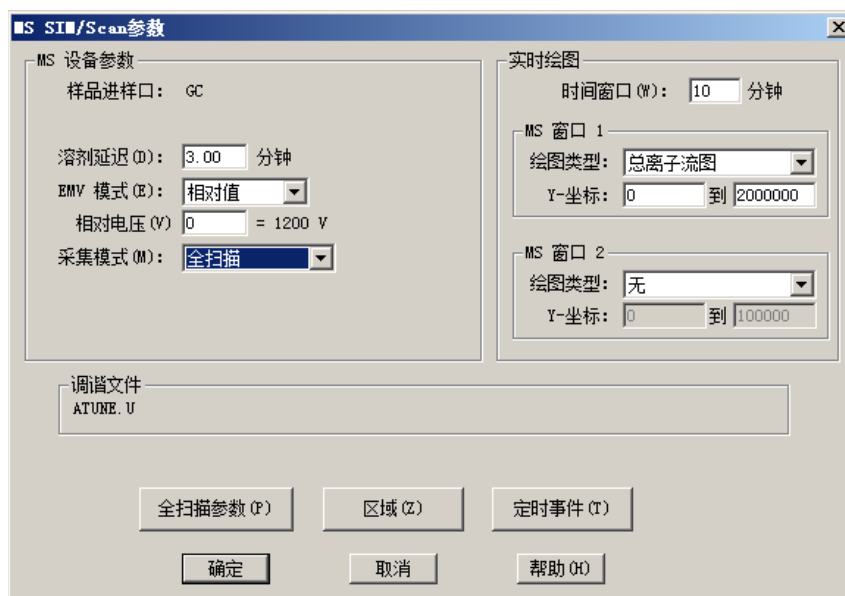 MS SIM/Scan参数
MS 设备参数
样品进样口： GC
溶剂延迟(D)： 3.00 分钟
EMV 模式(E)： 相对值
相对电压(V) 0 = 1200 V
采集模式(M)： 全扫描
实时绘图
时间窗口(W)： 10 分钟
MS 窗口 1
绘图类型： 总离子流图
Y-坐标： 0 到 2000000
MS 窗口 2
绘图类型： 无
Y-坐标： 0 到 100000
调谐文件
ATUNE.U
全扫描参数(P) 区域(Z) 定时事件(T)
确定 取消 帮助(H)